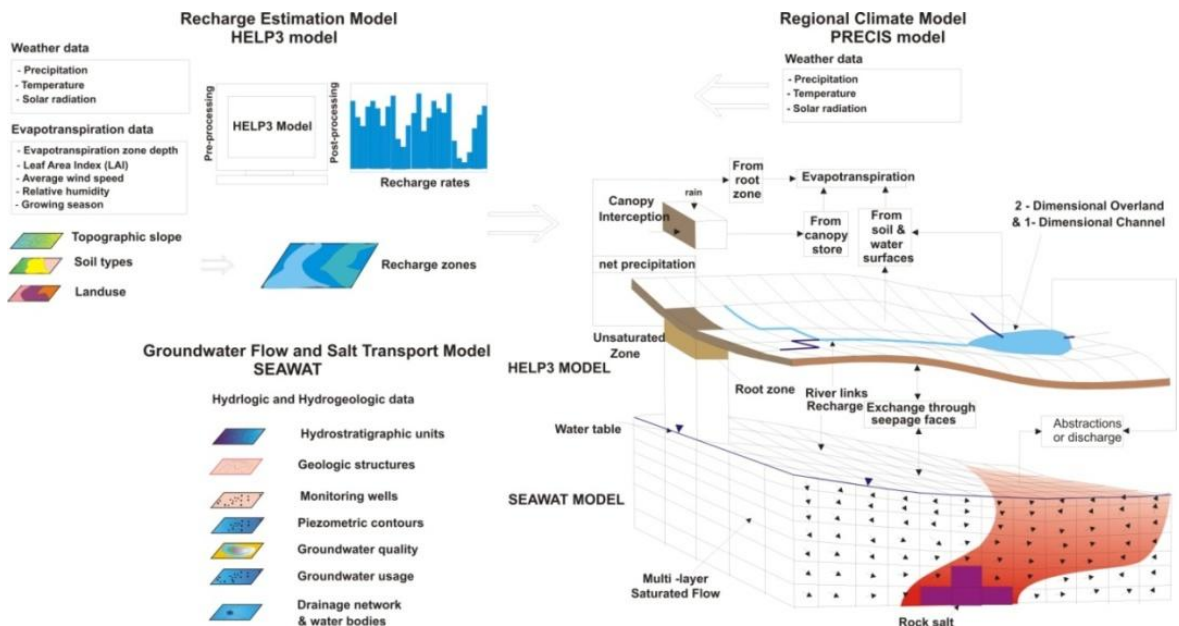 Recharge Estimation Model
HELP3 model
Weather data
- Precipitation
- Temperature
- Solar radiation
Evapotranspiration data
- Evapotranspiration zone depth
- Leaf Area Index (LAI)
- Average wind speed
- Relative humidity
- Growing season
Topographic slope
Soil types
Landuse
Pre-processing
HELP3 Model
Post-processing
Recharge rates
Recharge zones
Groundwater Flow and Salt Transport Model
SEAWAT
Hydrlogic and Hydrogeologic data
Hydrostratigraphic units
Geologic structures
Monitoring wells
Piezometric contours
Groundwater quality
Groundwater usage
Drainage network
& water bodies
Regional Climate Model
PRECIS model
Weather data
- Precipitation
- Temperature
- Solar radiation
From
root
zone
Evapotranspiration
rain
Canopy
Interception
From
canopy
store
From
soil &
water
surfaces
2 - Dimensional Overland
& 1- Dimensional Channel
net precipitation
Unsaturated
Zone
HELP3 MODEL
Root zone
River links
Recharge
Exchange through
seepage faces
Abstractions
or discharge
Water table
SEAWAT MODEL
Multi -layer
Saturated Flow
Rock salt